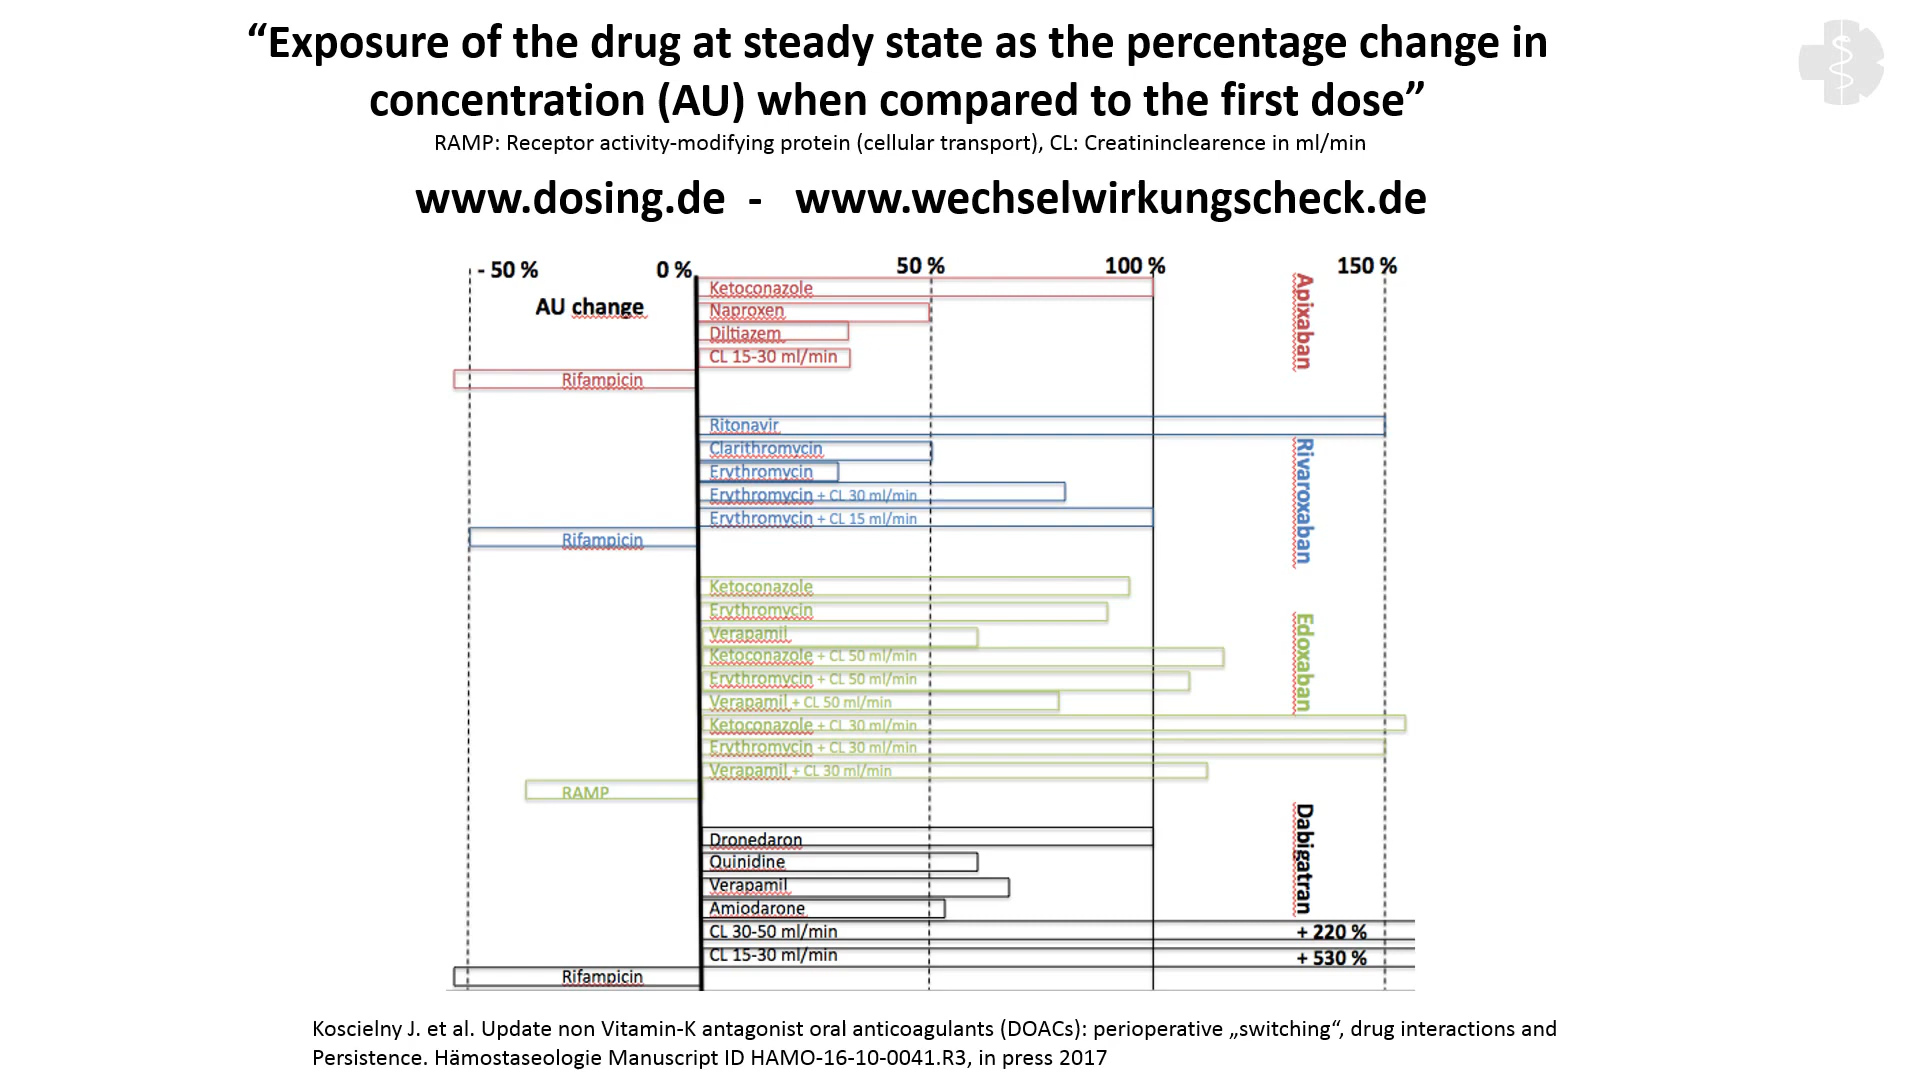 “Exposure of the drug at steady state as the percentage change in
concentration (AU) when compared to the first dose”
RAMP: Receptor activity-modifying protein (cellular transport), CL: Creatininclearence in ml/min
www.dosing.de - www.wechselwirkungscheck.de
- 50 % 0 % 50 % 100 % 150 %
AU change
Apixaban
Ketoconazole
Naproxen
Diltiazem
CL 15-30 ml/min
Rifampicin
Rivaroxaban
Ritonavir
Clarithromycin
Erythromycin
Erythromycin + CL 30 ml/min
Erythromycin + CL 15 ml/min
Rifampicin
Edoxaban
Ketoconazole
Erythromycin
Verapamil
Ketoconazole + CL 50 ml/min
Erythromycin + CL 50 ml/min
Verapamil + CL 50 ml/min
Ketoconazole + CL 30 ml/min
Erythromycin + CL 30 ml/min
Verapamil + CL 30 ml/min
RAMP
Dabigatran
Dronedaron
Quinidine
Verapamil
Amiodarone
CL 30-50 ml/min + 220 %
CL 15-30 ml/min + 530 %
Rifampicin
Koscielny J. et al. Update non Vitamin-K antagonist oral anticoagulants (DOACs): perioperative „switching“, drug interactions and
Persistence. Hämostaseologie Manuscript ID HAMO-16-10-0041.R3, in press 2017